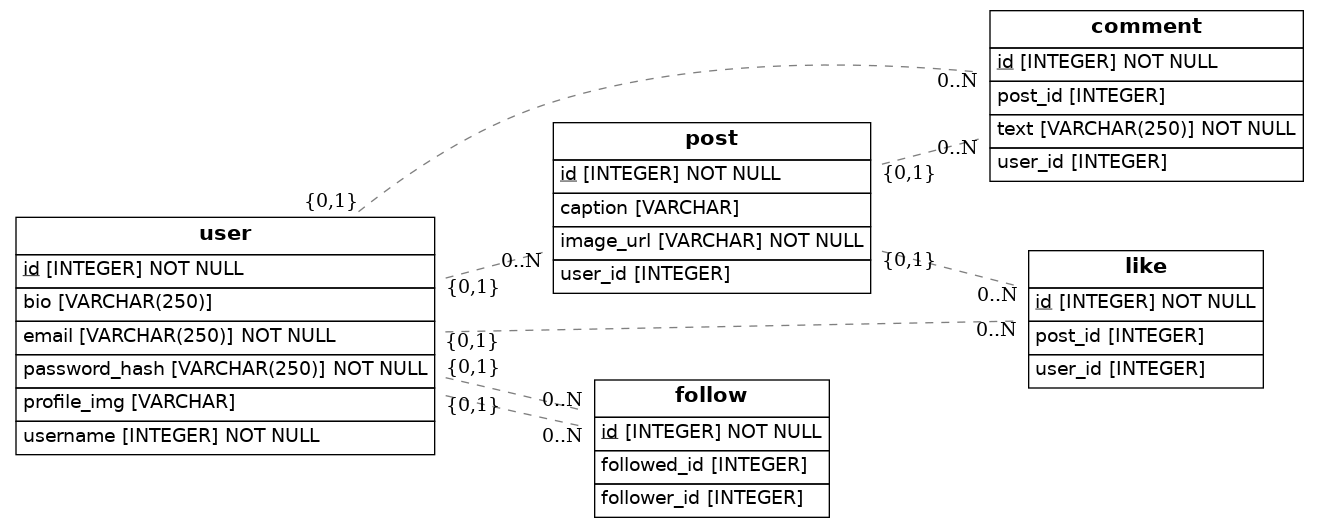 comment
id [INTEGER] NOT NULL
post_id [INTEGER]
text [VARCHAR(250)] NOT NULL
user_id [INTEGER]
0..N
0..N
post
id [INTEGER] NOT NULL
caption [VARCHAR]
image_url [VARCHAR] NOT NULL
user_id [INTEGER]
{0,1}
{0,1}
{0,1}
user
id [INTEGER] NOT NULL
bio [VARCHAR(250)]
email [VARCHAR(250)] NOT NULL
password_hash [VARCHAR(250)] NOT NULL
profile_img [VARCHAR]
username [INTEGER] NOT NULL
0..N
{0,1}
{0,1}
{0,1}
{0,1}
like
id [INTEGER] NOT NULL
post_id [INTEGER]
user_id [INTEGER]
0..N
0..N
follow
id [INTEGER] NOT NULL
followed_id [INTEGER]
follower_id [INTEGER]
0..N
0..N